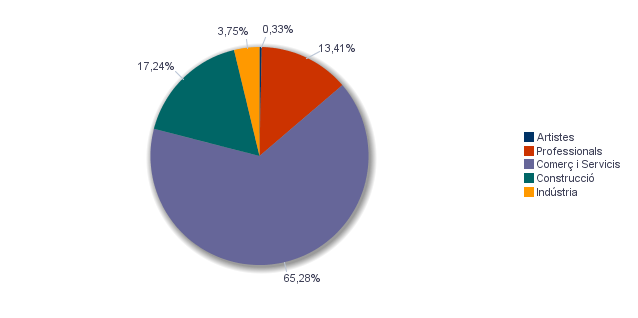 0,33%
3,75%
13,41%
17,24%
65,28%
Artistes
Professionals
Comerç i Servicis
Construcció
Indústria